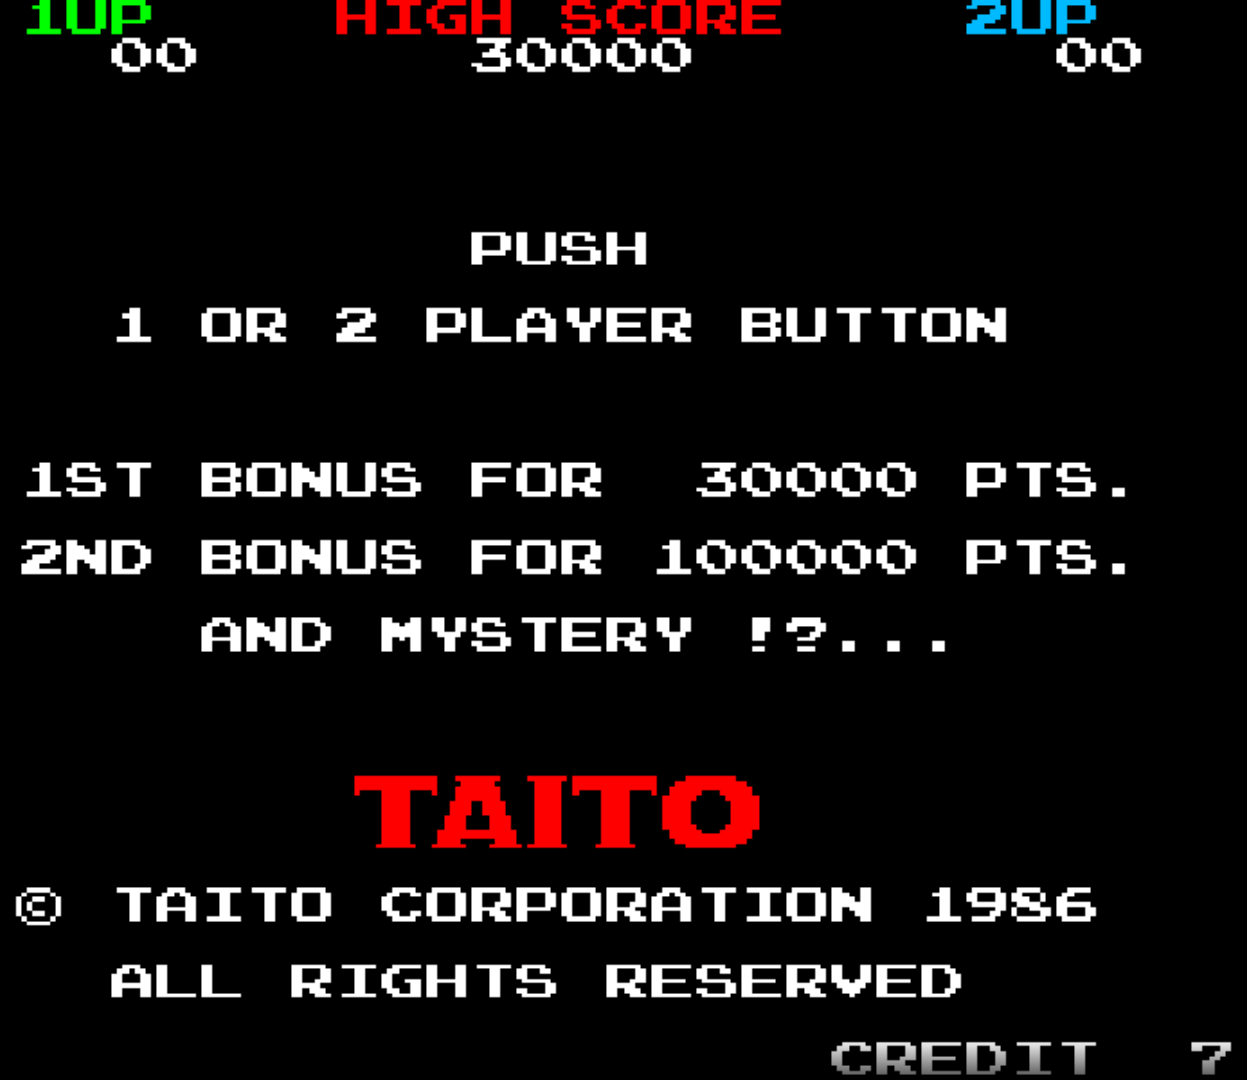 1UP HIGH SCORE 2UP
00 30000 00
PUSH
1 OR 2 PLAYER BUTTON
1ST BONUS FOR 30000 PTS.
2ND BONUS FOR 100000 PTS.
AND MYSTERY !?...
TAITO
© TAITO CORPORATION 1986
ALL RIGHTS RESERVED
CREDIT 7